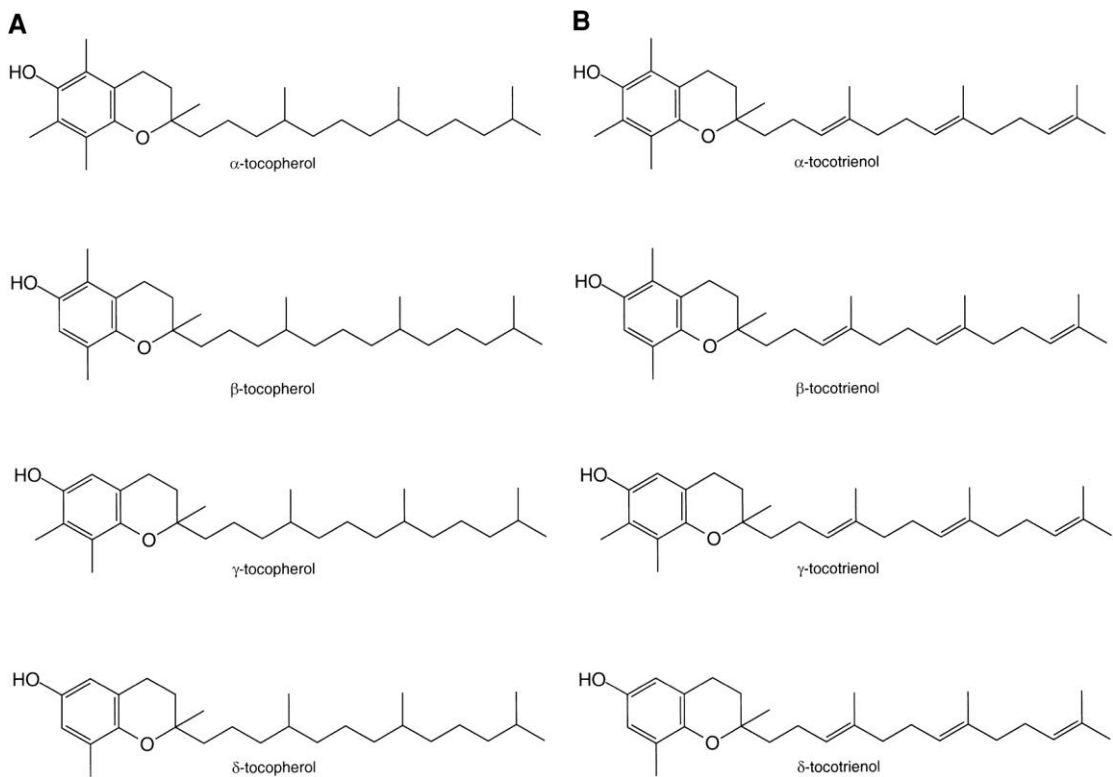 A
B
HO
O
α-tocopherol
HO
O
α-tocotrienol
HO
O
β-tocopherol
HO
O
β-tocotrienol
HO
O
γ-tocopherol
HO
O
γ-tocotrienol
HO
O
δ-tocopherol
HO
O
δ-tocotrienol